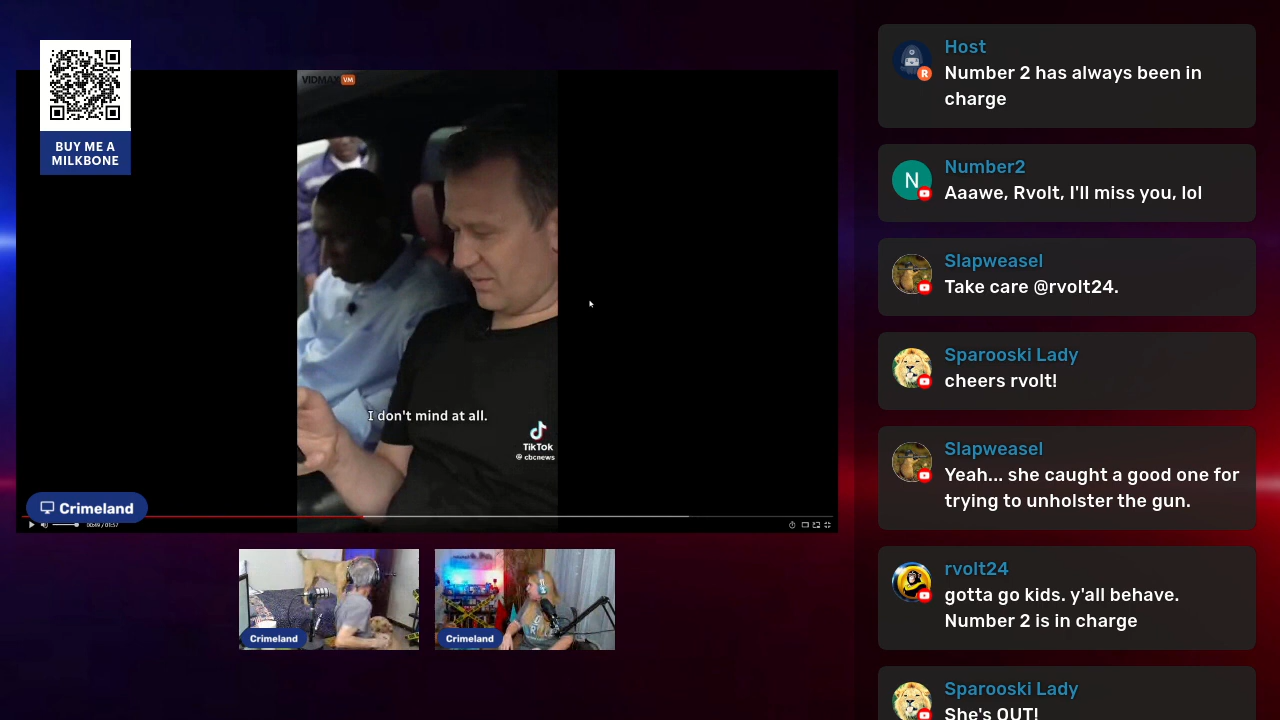 BUY ME A
MILKBONE
VIDMAX VM
I don't mind at all.
TikTok
@ cbcnews
Crimeland
Crimeland
Crimeland
Host
R
Number 2 has always been in
charge
N
Number2
Aaawe, Rvolt, I'll miss you, lol
Slapweasel
Take care @rvolt24.
Sparooski Lady
cheers rvolt!
Slapweasel
Yeah... she caught a good one for
trying to unholster the gun.
rvolt24
gotta go kids. y'all behave.
Number 2 is in charge
Sparooski Lady
She's OUT!